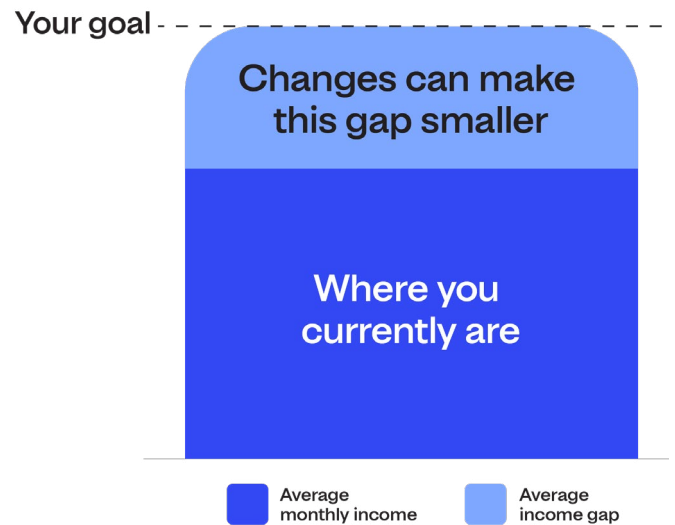 Your goal
Changes can make
this gap smaller
Where you
currently are
Average
monthly income
Average
income gap